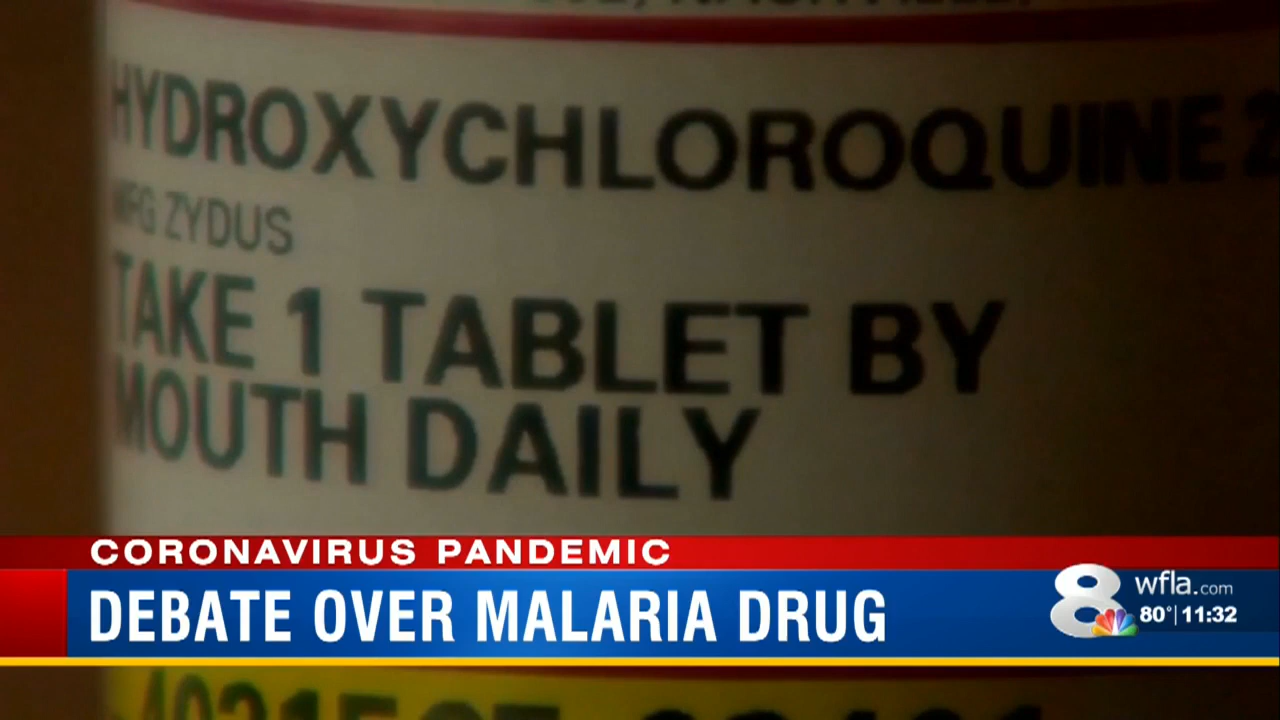 HYDROXYCHLOROQUINE 2
MFG ZYDUS
TAKE 1 TABLET BY
MOUTH DAILY
CORONAVIRUS PANDEMIC
DEBATE OVER MALARIA DRUG
8
wfla.com
80° | 11:32